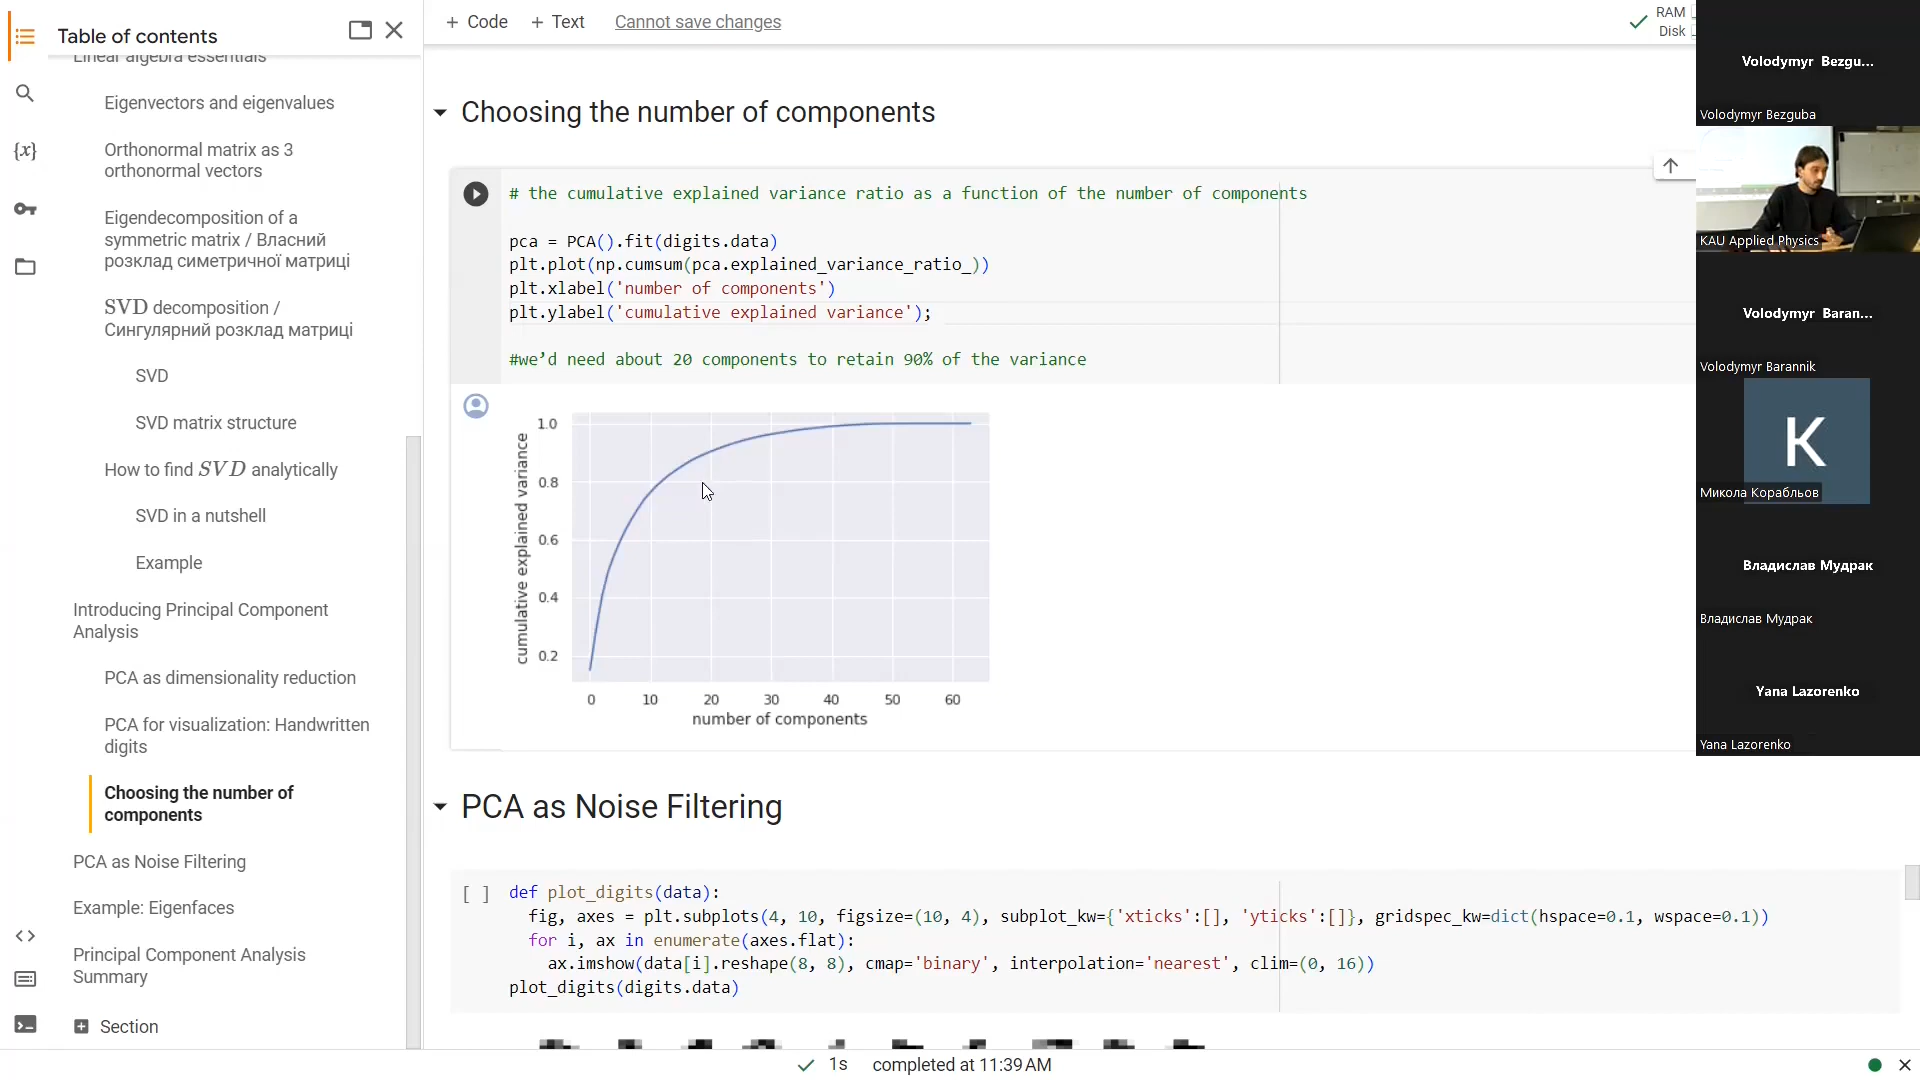 Table of contents
Linear algebra essentials
Eigenvectors and eigenvalues
Orthonormal matrix as 3
orthonormal vectors
Eigendecomposition of a
symmetric matrix / Власний
розклад симетричної матриці
SVD decomposition /
Сингулярний розклад матриці
SVD
SVD matrix structure
How to find SVD analytically
SVD in a nutshell
Example
Introducing Principal Component
Analysis
PCA as dimensionality reduction
PCA for visualization: Handwritten
digits
Choosing the number of
components
PCA as Noise Filtering
Example: Eigenfaces
Principal Component Analysis
Summary
Section
+ Code + Text Cannot save changes
RAM
Disk
Choosing the number of components
# the cumulative explained variance ratio as a function of the number of components
pca = PCA().fit(digits.data)
plt.plot(np.cumsum(pca.explained_variance_ratio_))
plt.xlabel('number of components')
plt.ylabel('cumulative explained variance');
#we’d need about 20 components to retain 90% of the variance
cumulative explained variance
1.0
0.8
0.6
0.4
0.2
0 10 20 30 40 50 60
number of components
PCA as Noise Filtering
[ ] def plot_digits(data):
fig, axes = plt.subplots(4, 10, figsize=(10, 4), subplot_kw={'xticks':[], 'yticks':[]}, gridspec_kw=dict(hspace=0.1, wspace=0.1))
for i, ax in enumerate(axes.flat):
ax.imshow(data[i].reshape(8, 8), cmap='binary', interpolation='nearest', clim=(0, 16))
plot_digits(digits.data)
1s completed at 11:39 AM
Volodymyr Bezgu...
Volodymyr Bezguba
KAU Applied Physics
Volodymyr Baran...
Volodymyr Barannik
K
Микола Корабльов
Владислав Мудрак
Владислав Мудрак
Yana Lazorenko
Yana Lazorenko
{x}